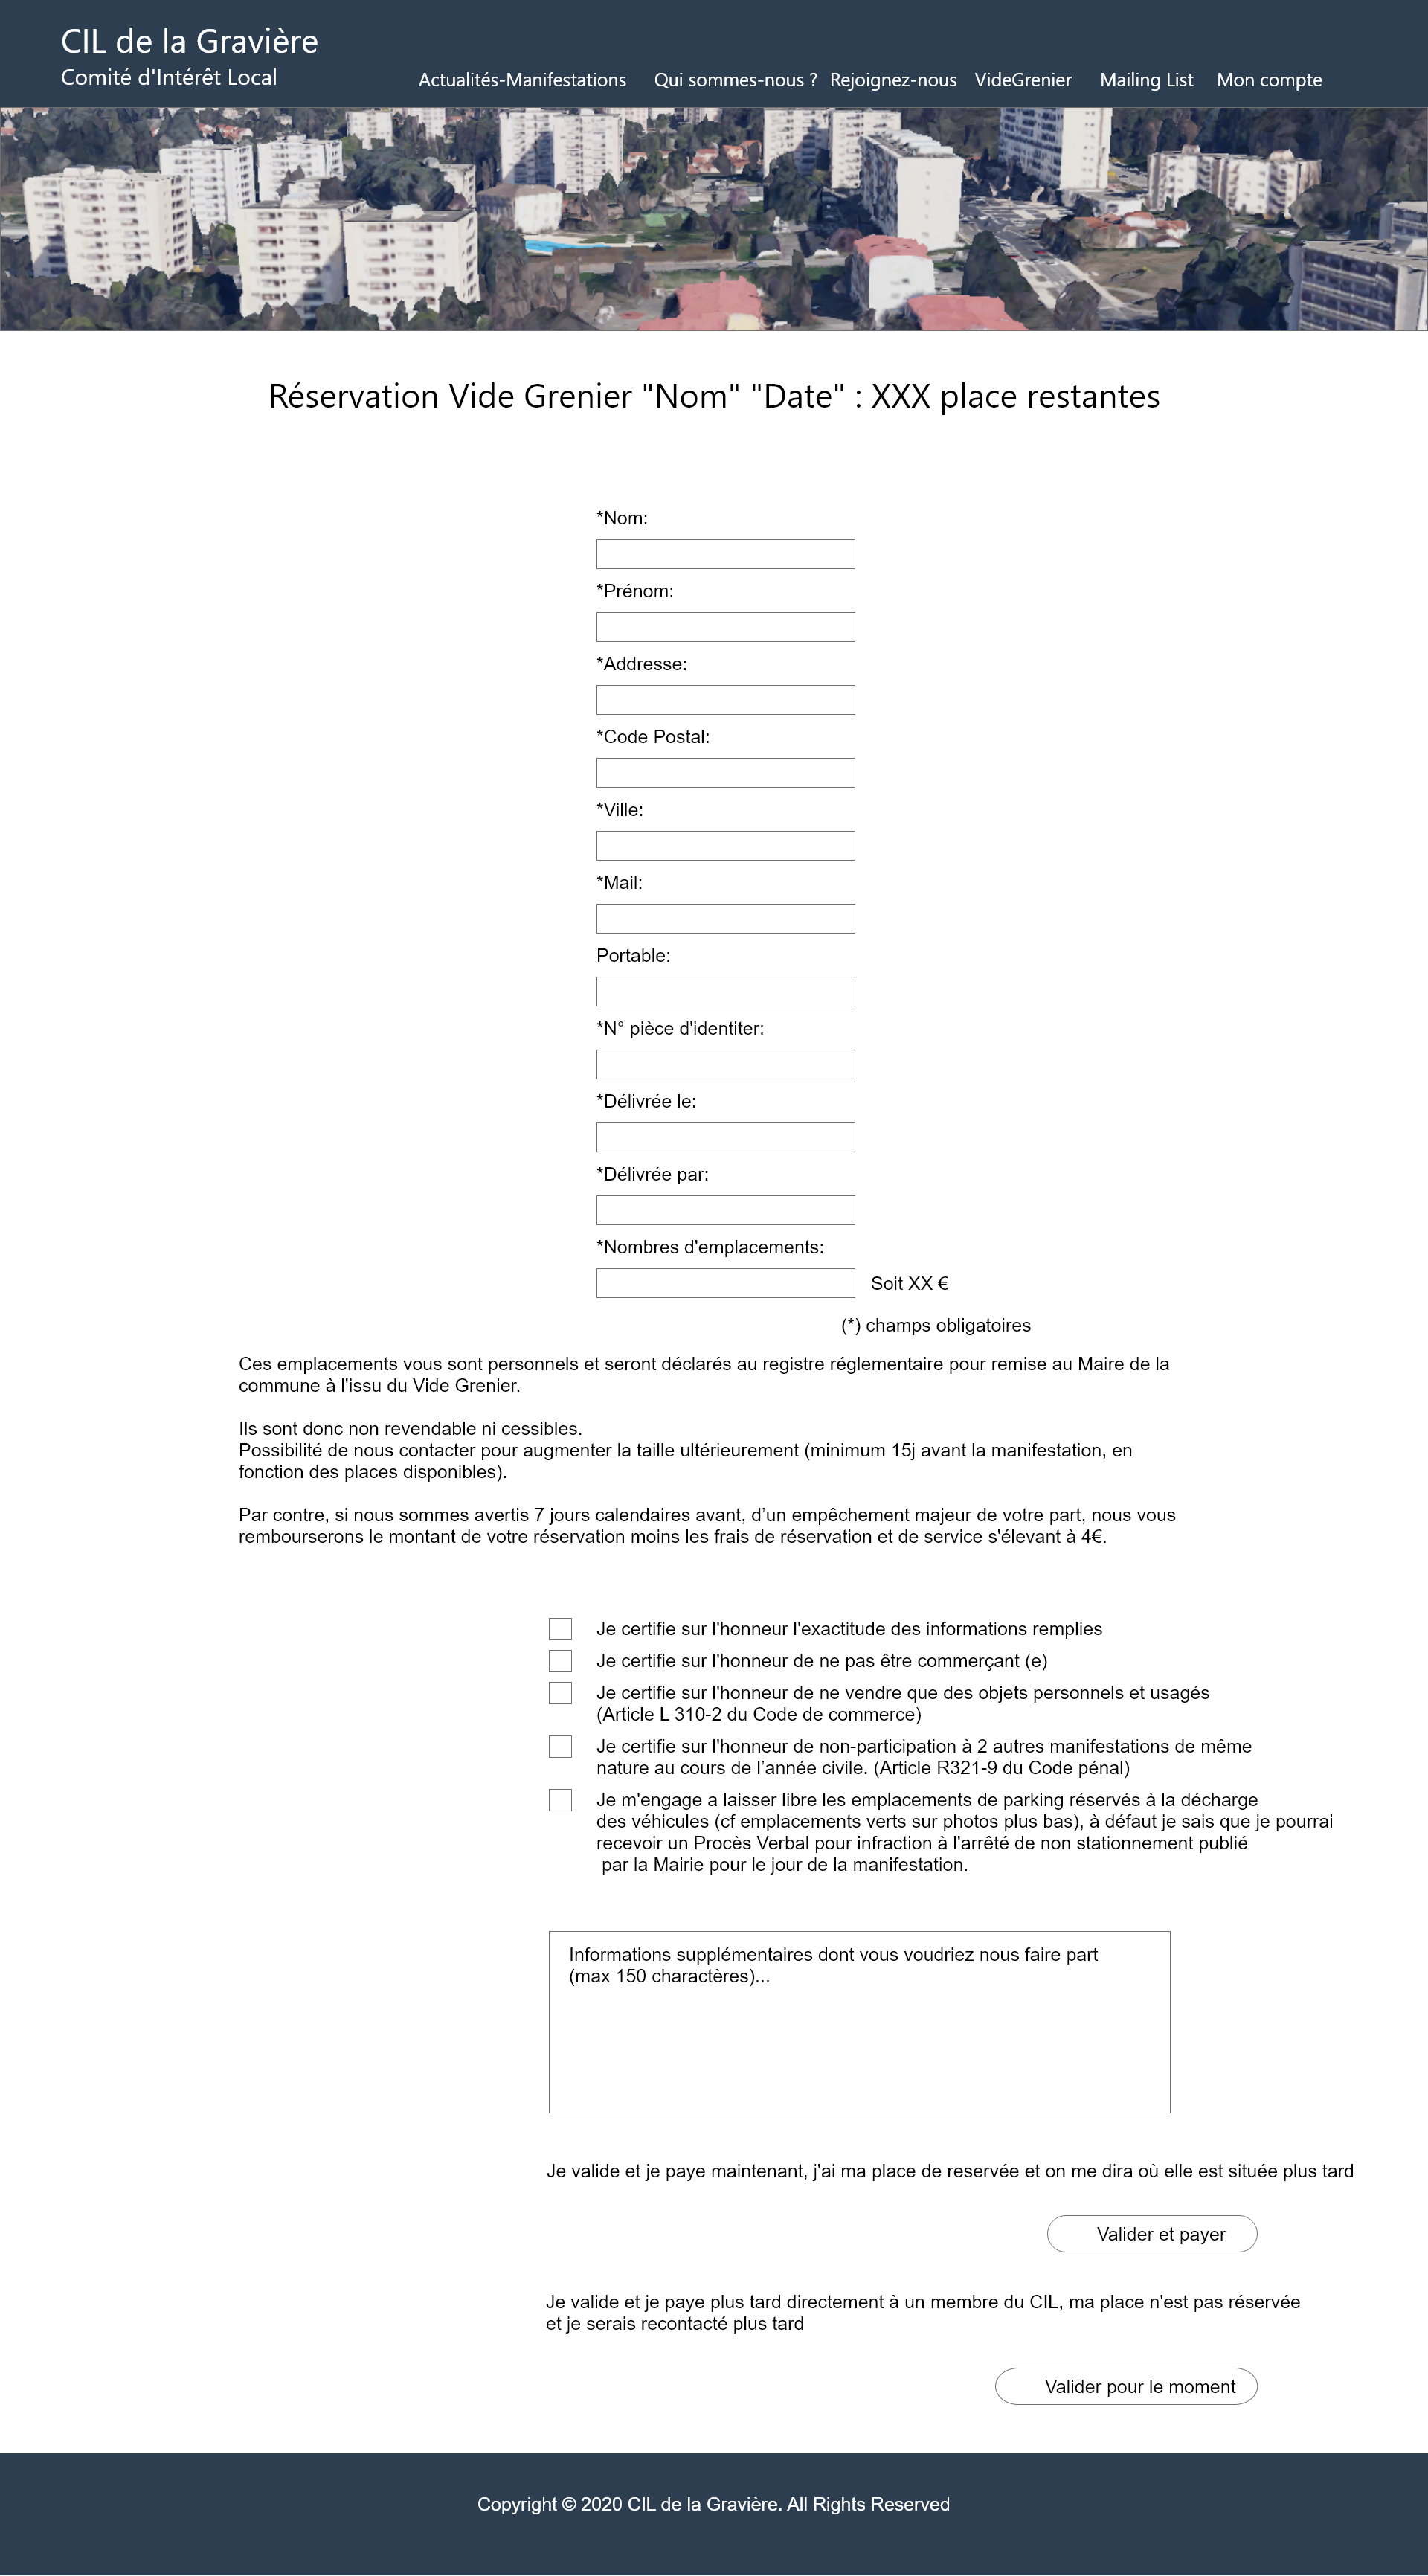 CIL de la Gravière
Comité d'Intérêt Local
Actualités-Manifestations Qui sommes-nous ? Rejoignez-nous VideGrenier Mailing List Mon compte
Réservation Vide Grenier "Nom" "Date" : XXX place restantes
*Nom:
*Prénom:
*Addresse:
*Code Postal:
*Ville:
*Mail:
Portable:
*N° pièce d'identiter:
*Délivrée le:
*Délivrée par:
*Nombres d'emplacements:
Soit XX €
(*) champs obligatoires
Ces emplacements vous sont personnels et seront déclarés au registre réglementaire pour remise au Maire de la
commune à l'issu du Vide Grenier.
Ils sont donc non revendable ni cessibles.
Possibilité de nous contacter pour augmenter la taille ultérieurement (minimum 15j avant la manifestation, en
fonction des places disponibles).
Par contre, si nous sommes avertis 7 jours calendaires avant, d’un empêchement majeur de votre part, nous vous
rembourserons le montant de votre réservation moins les frais de réservation et de service s'élevant à 4€.
Je certifie sur l'honneur l'exactitude des informations remplies
Je certifie sur l'honneur de ne pas être commerçant (e)
Je certifie sur l'honneur de ne vendre que des objets personnels et usagés
(Article L 310-2 du Code de commerce)
Je certifie sur l'honneur de non-participation à 2 autres manifestations de même
nature au cours de l’année civile. (Article R321-9 du Code pénal)
Je m'engage a laisser libre les emplacements de parking réservés à la décharge
des véhicules (cf emplacements verts sur photos plus bas), à défaut je sais que je pourrai
recevoir un Procès Verbal pour infraction à l'arrêté de non stationnement publié
par la Mairie pour le jour de la manifestation.
Informations supplémentaires dont vous voudriez nous faire part
(max 150 charactères)...
Je valide et je paye maintenant, j'ai ma place de reservée et on me dira où elle est située plus tard
Valider et payer
Je valide et je paye plus tard directement à un membre du CIL, ma place n'est pas réservée
et je serais recontacté plus tard
Valider pour le moment
Copyright © 2020 CIL de la Gravière. All Rights Reserved